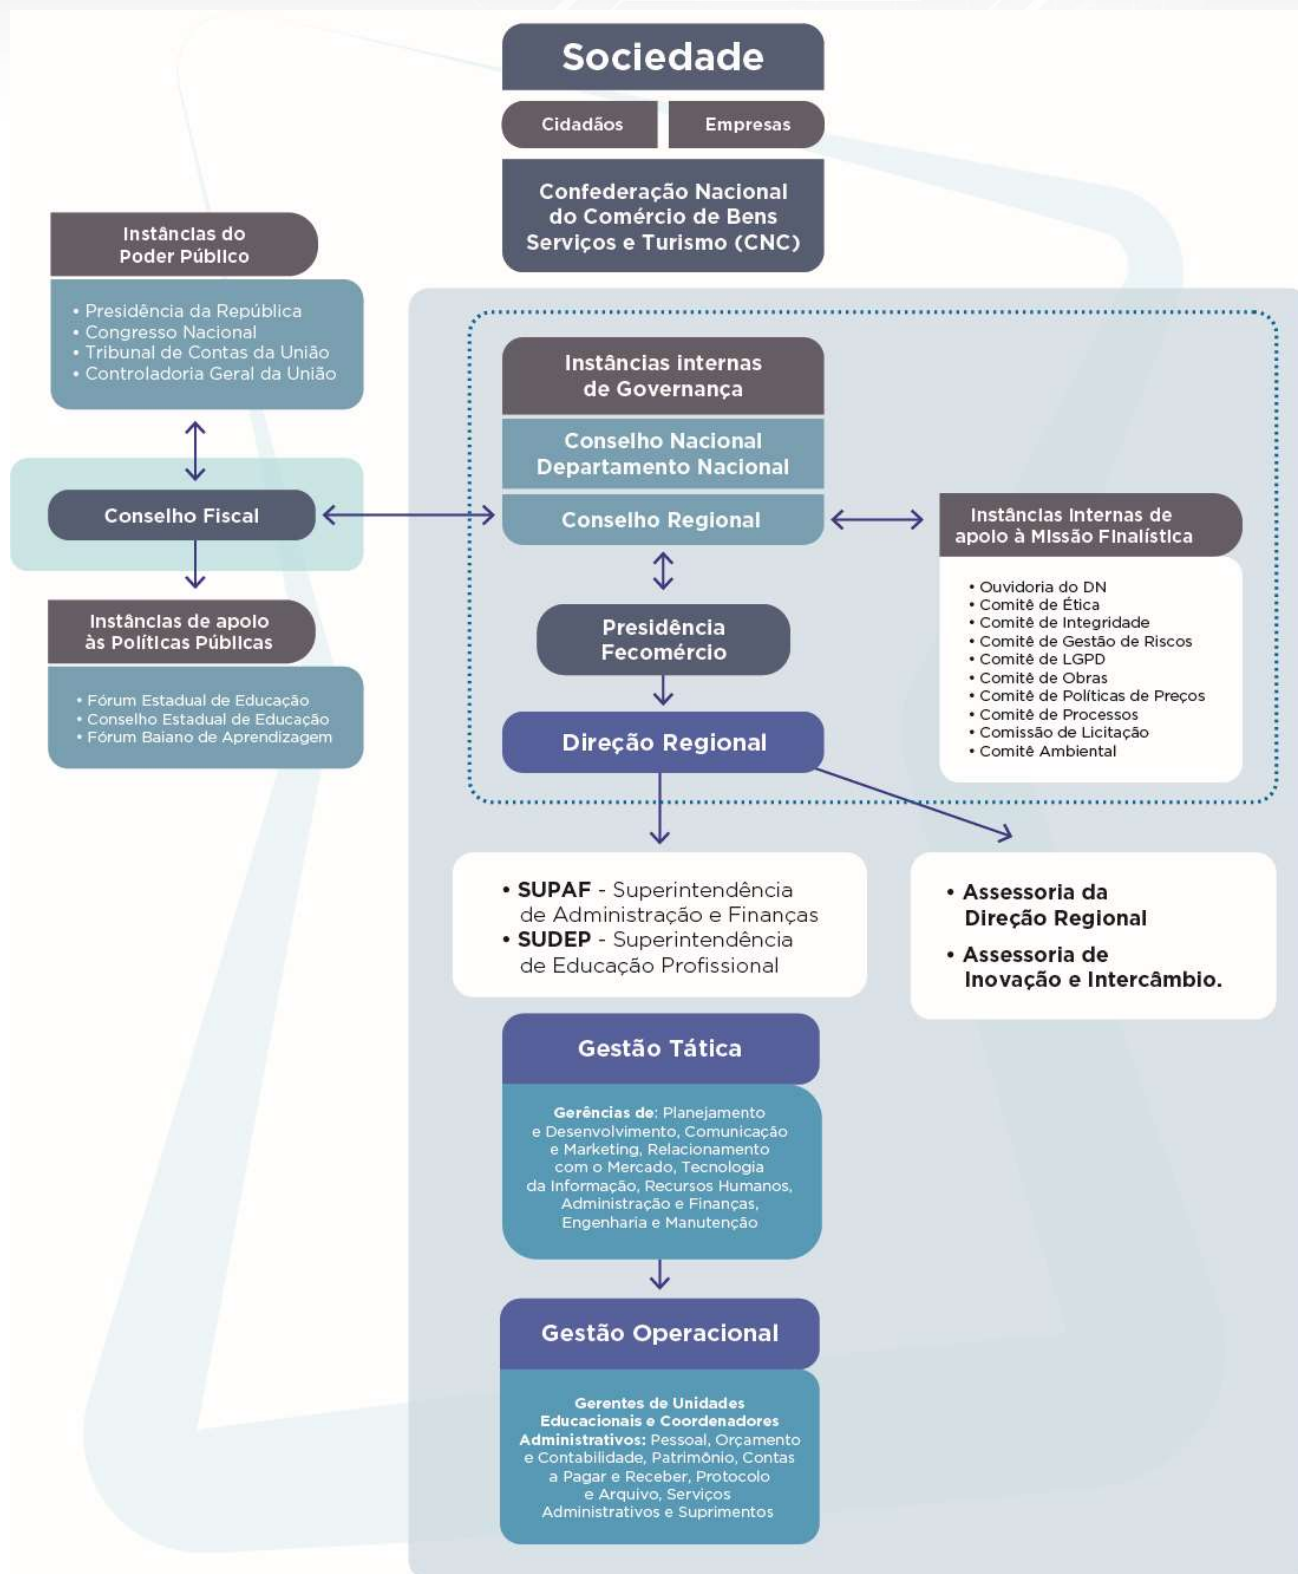 Sociedade
Cidadãos
Empresas
Confederação Nacional
do Comércio de Bens
Serviços e Turismo (CNC)
Instâncias do
Poder Público
• Presidência da República
• Congresso Nacional
• Tribunal de Contas da União
• Controladoria Geral da União
Conselho Fiscal
Instâncias de apoio
às Políticas Públicas
• Fórum Estadual de Educação
• Conselho Estadual de Educação
• Fórum Baiano de Aprendizagem
Instâncias internas
de Governança
Conselho Nacional
Departamento Nacional
Conselho Regional
Presidência
Fecomércio
Direção Regional
Instâncias Internas de
apoio à Missão Finalística
• Ouvidoria do DN
• Comitê de Ética
• Comitê de Integridade
• Comitê de Gestão de Riscos
• Comitê de LGPD
• Comitê de Obras
• Comitê de Políticas de Preços
• Comitê de Processos
• Comissão de Licitação
• Comitê Ambiental
• SUPAF - Superintendência
de Administração e Finanças
• SUDEP - Superintendência
de Educação Profissional
• Assessoria da
Direção Regional
• Assessoria de
Inovação e Intercâmbio.
Gestão Tática
Gerências de: Planejamento
e Desenvolvimento, Comunicação
e Marketing, Relacionamento
com o Mercado, Tecnologia
da Informação, Recursos Humanos,
Administração e Finanças,
Engenharia e Manutenção
Gestão Operacional
Gerentes de Unidades
Educacionais e Coordenadores
Administrativos: Pessoal, Orçamento
e Contabilidade, Patrimônio, Contas
a Pagar e Receber, Protocolo
e Arquivo, Serviços
Administrativos e Suprimentos